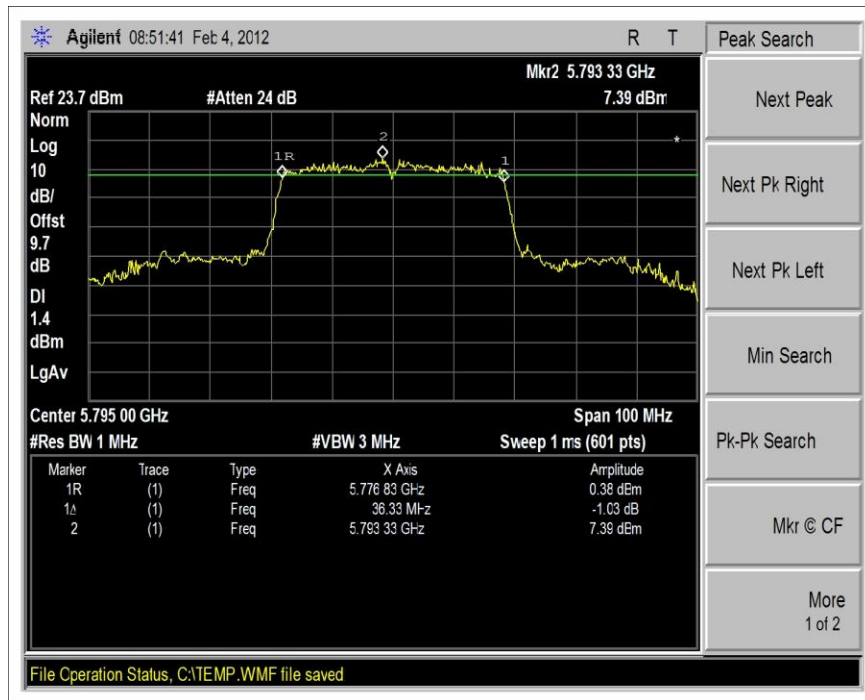 Agilent 08:51:41 Feb 4, 2012 R T
Peak Search
Mkr2 5.793 33 GHz
Ref 23.7 dBm #Atten 24 dB 7.39 dBm
Norm
Log
10
dB/
Offst
9.7
dB
DI
1.4
dBm
LgAv
1R
2
1
*
Center 5.795 00 GHz Span 100 MHz
#Res BW 1 MHz #VBW 3 MHz Sweep 1 ms (601 pts)
Marker Trace Type X Axis Amplitude
1R (1) Freq 5.776 83 GHz 0.38 dBm
1Δ (1) Freq 36.33 MHz -1.03 dB
2 (1) Freq 5.793 33 GHz 7.39 dBm
Next Peak
Next Pk Right
Next Pk Left
Min Search
Pk-Pk Search
Mkr © CF
More
1 of 2
File Operation Status, C:\TEMP.WMF file saved